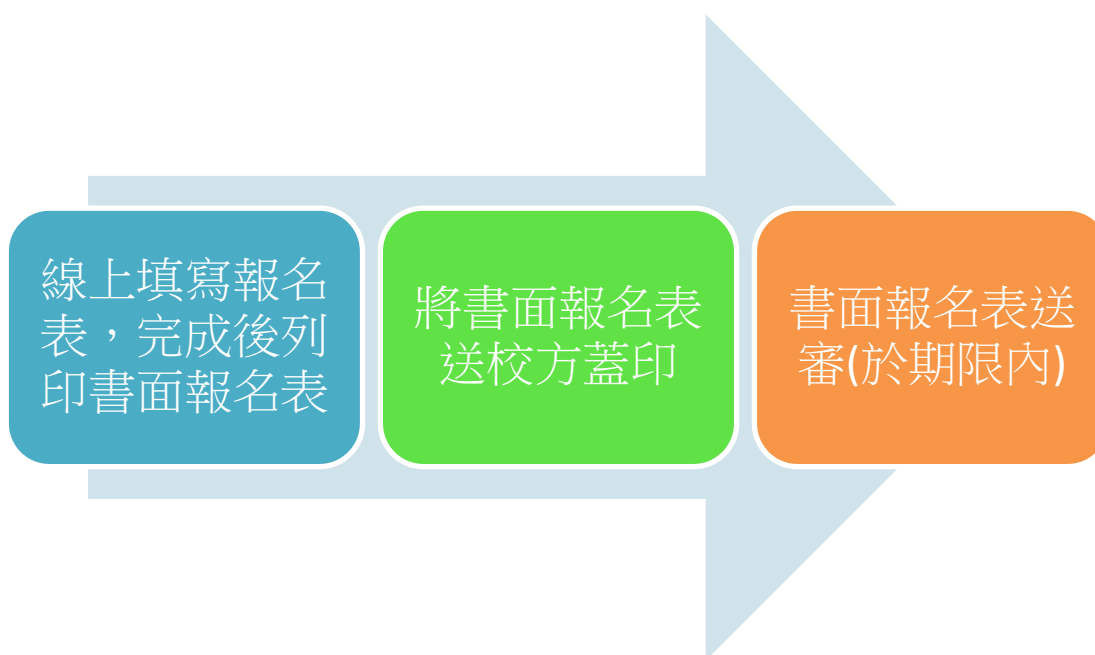 線上填寫報名
表，完成後列
印書面報名表
將書面報名表
送校方蓋印
書面報名表送
審(於期限內)